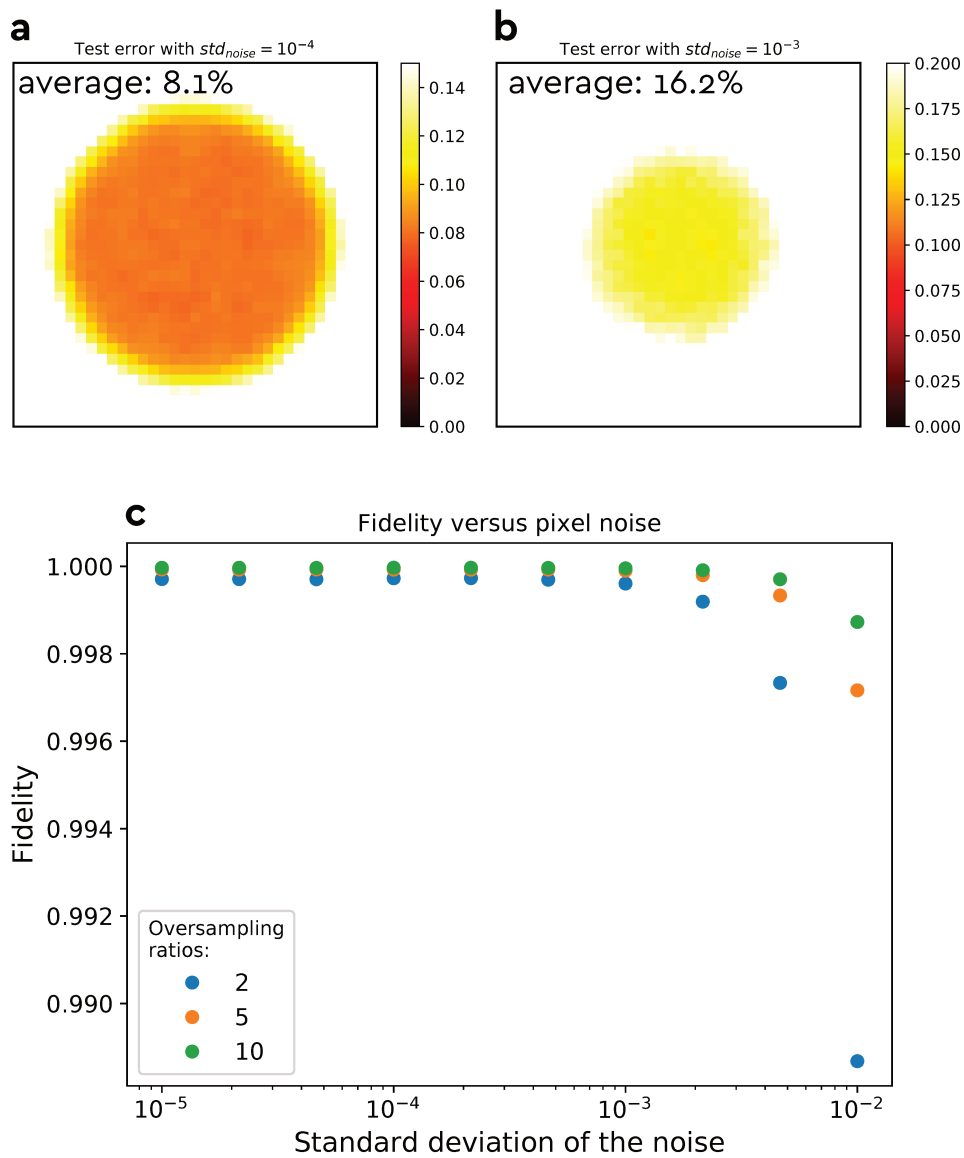 a
Test error with std_noise = 10⁻⁴
average: 8.1%
0.14
0.12
0.10
0.08
0.06
0.04
0.02
0.00
b
Test error with std_noise = 10⁻³
average: 16.2%
0.200
0.175
0.150
0.125
0.100
0.075
0.050
0.025
0.000
c
Fidelity versus pixel noise
Fidelity
1.000
0.998
0.996
0.994
0.992
0.990
Oversampling
ratios:
2
5
10
10⁻⁵ 10⁻⁴ 10⁻³ 10⁻²
Standard deviation of the noise